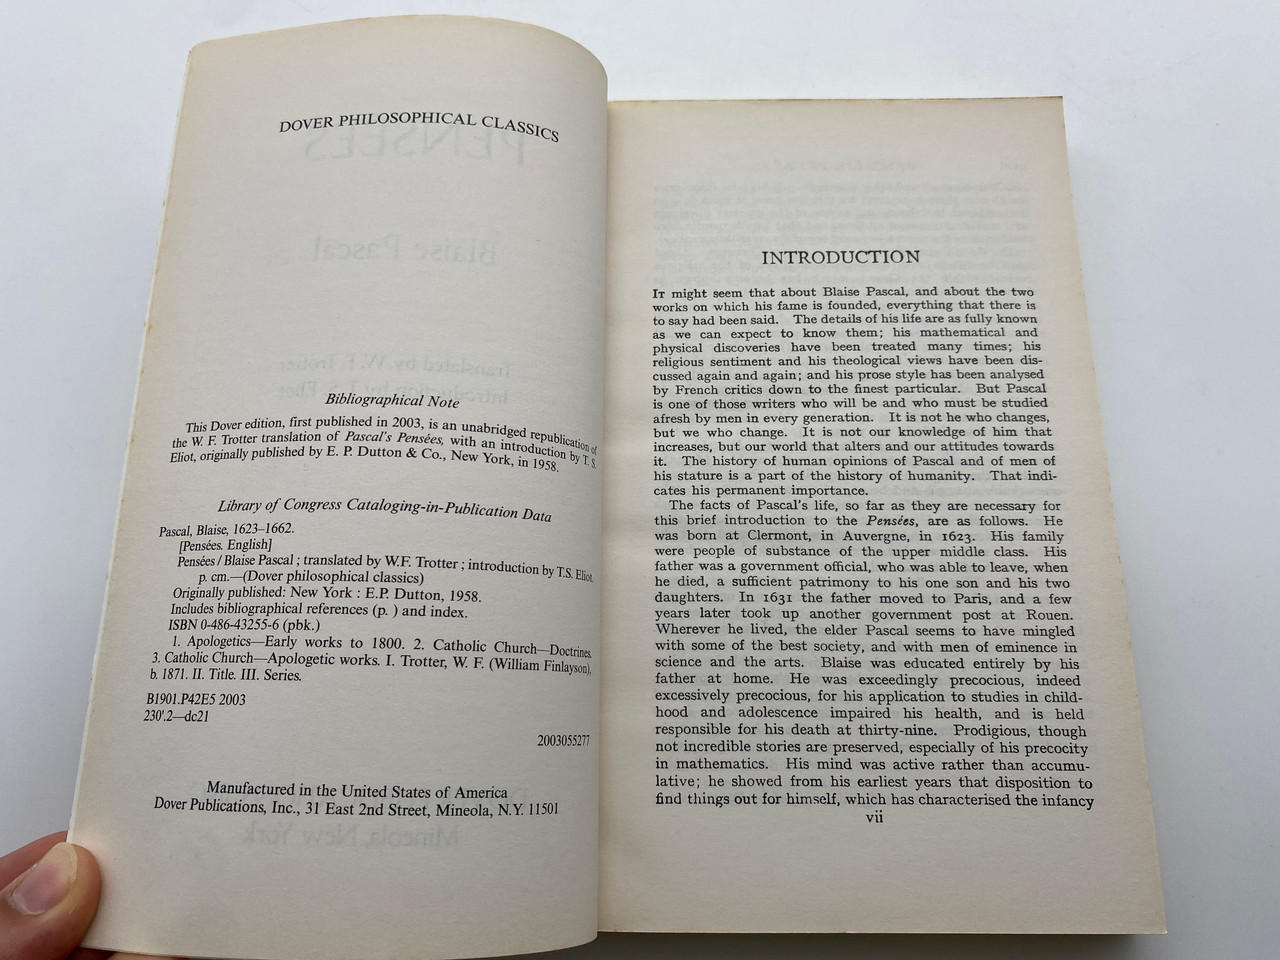 DOVER PHILOSOPHICAL CLASSICS
Bibliographical Note
This Dover edition, first published in 2003, is an unabridged republication of
the W. F. Trotter translation of Pascal's Pensées, with an introduction by T. S.
Eliot, originally published by E. P. Dutton & Co., New York, in 1958.
Library of Congress Cataloging-in-Publication Data
Pascal, Blaise, 1623–1662.
[Pensées. English]
Pensées / Blaise Pascal ; translated by W.F. Trotter ; introduction by T.S. Eliot.
p. cm.—(Dover philosophical classics)
Originally published: New York : E.P. Dutton, 1958.
Includes bibliographical references (p. ) and index.
ISBN 0-486-43255-6 (pbk.)
1. Apologetics—Early works to 1800. 2. Catholic Church—Doctrines.
3. Catholic Church—Apologetic works. I. Trotter, W. F. (William Finlayson),
b. 1871. II. Title. III. Series.
B1901.P42E5 2003
230'.2—dc21
2003055277
Manufactured in the United States of America
Dover Publications, Inc., 31 East 2nd Street, Mineola, N.Y. 11501
INTRODUCTION
It might seem that about Blaise Pascal, and about the two
works on which his fame is founded, everything that there is
to say had been said. The details of his life are as fully known
as we can expect to know them; his mathematical and
physical discoveries have been treated many times; his
religious sentiment and his theological views have been dis-
cussed again and again; and his prose style has been analysed
by French critics down to the finest particular. But Pascal
is one of those writers who will be and who must be studied
afresh by men in every generation. It is not he who changes,
but we who change. It is not our knowledge of him that
increases, but our world that alters and our attitudes towards
it. The history of human opinions of Pascal and of men of
his stature is a part of the history of humanity. That indi-
cates his permanent importance.
The facts of Pascal's life, so far as they are necessary for
this brief introduction to the Pensées, are as follows. He
was born at Clermont, in Auvergne, in 1623. His family
were people of substance of the upper middle class. His
father was a government official, who was able to leave, when
he died, a sufficient patrimony to his one son and his two
daughters. In 1631 the father moved to Paris, and a few
years later took up another government post at Rouen.
Wherever he lived, the elder Pascal seems to have mingled
with some of the best society, and with men of eminence in
science and the arts. Blaise was educated entirely by his
father at home. He was exceedingly precocious, indeed
excessively precocious, for his application to studies in child-
hood and adolescence impaired his health, and is held
responsible for his death at thirty-nine. Prodigious, though
not incredible stories are preserved, especially of his precocity
in mathematics. His mind was active rather than accumu-
lative; he showed from his earliest years that disposition to
find things out for himself, which has characterised the infancy
vii